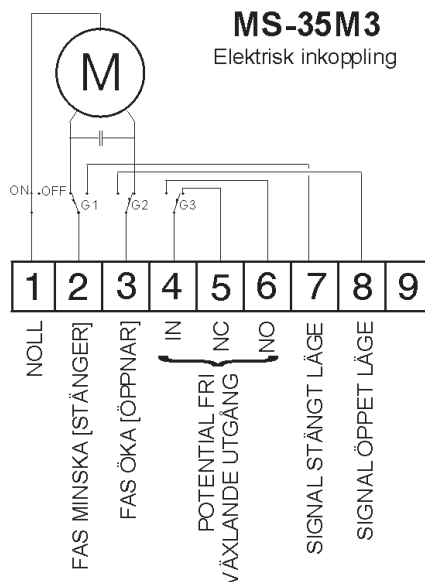 MS-35M3
Elektrisk inkoppling
M
ON
OFF
G1
G2
G3
1 2 3 4 5 6 7 8 9
NOLL
FAS MINSKA [STÄNGER]
FAS ÖKA [ÖPPNAR]
IN
NC
NO
POTENTIAL FRI
VÄXLANDE UTGÅNG
SIGNAL STÄNGT LÄGE
SIGNAL ÖPPET LÄGE